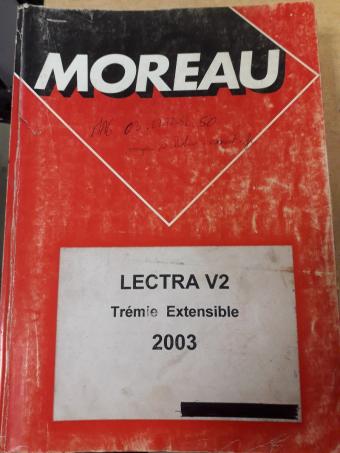 MOREAU
LECTRA V2
Trémie Extensible
2003